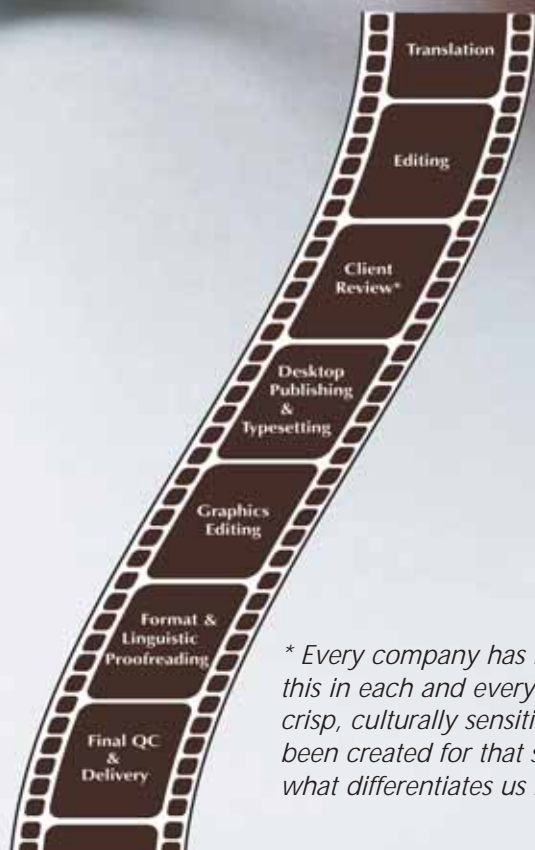 Translation
Editing
Client
Review*
Desktop
Publishing
&
Typesetting
Graphics
Editing
Format &
Linguistic
Proofreading
Final QC
&
Delivery
* Every company has
this in each and every
crisp, culturally sensiti
been created for that s
what differentiates us